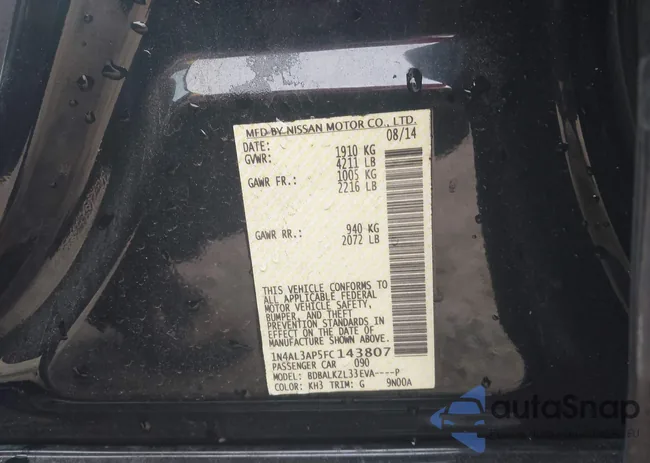 MFD BY NISSAN MOTOR CO., LTD.
DATE: 08/14
GVWR: 1910 KG
4211 LB
GAWR FR.: 1005 KG
2216 LB
GAWR RR.: 940 KG
2072 LB
THIS VEHICLE CONFORMS TO
ALL APPLICABLE FEDERAL
MOTOR VEHICLE SAFETY,
BUMPER, AND THEFT
PREVENTION STANDARDS IN
EFFECT ON THE DATE OF
MANUFACTURE SHOWN ABOVE.
1N4AL3AP5FC143807
PASSENGER CAR 090
MODEL: BDBALKZL33EVA----P
COLOR: KH3 TRIM: G 9N00A
autoSnap